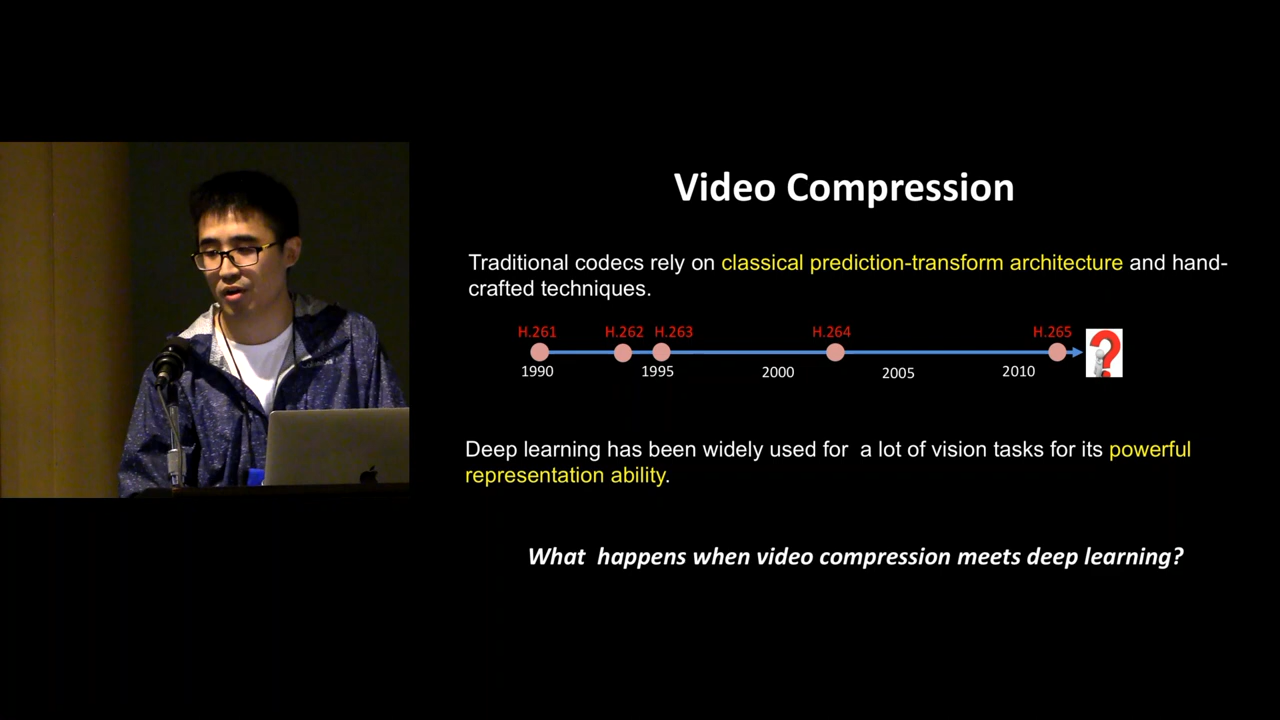 Video Compression
Traditional codecs rely on classical prediction-transform architecture and hand-
crafted techniques.
H.261 H.262 H.263 H.264 H.265
1990 1995 2000 2005 2010
Deep learning has been widely used for a lot of vision tasks for its powerful
representation ability.
What happens when video compression meets deep learning?